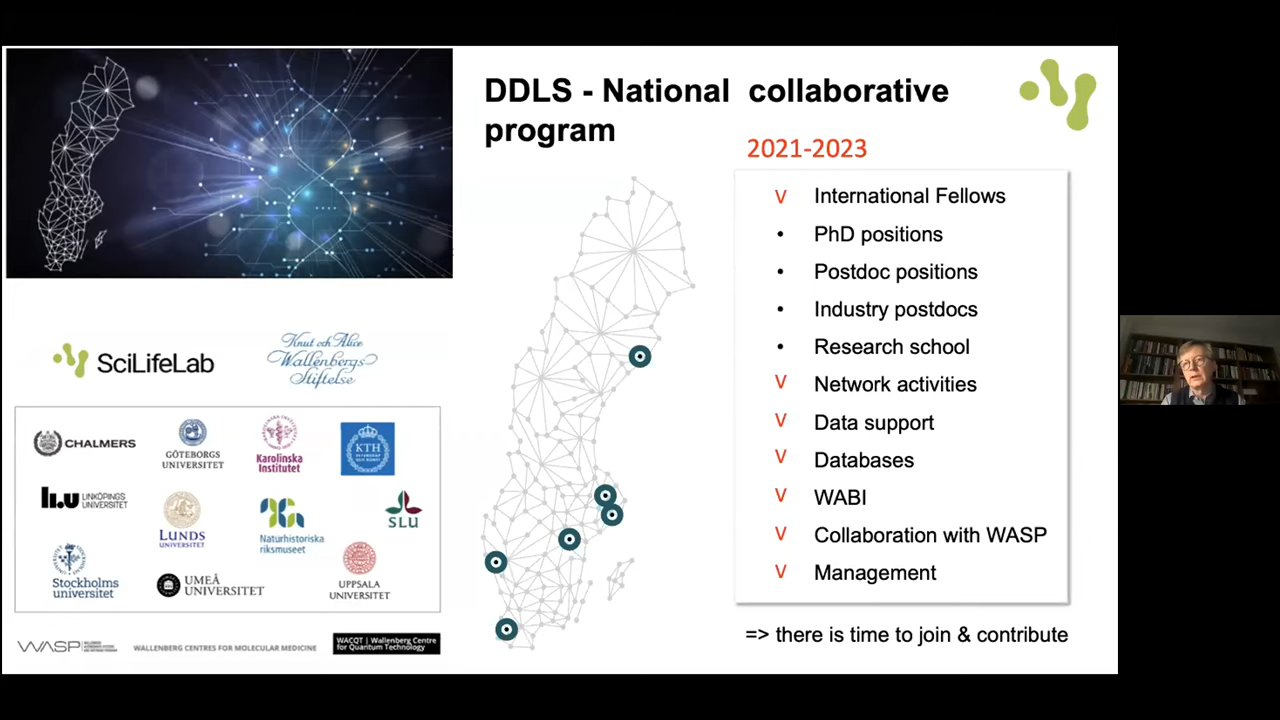 DDLS - National collaborative
program
2021-2023
v International Fellows
• PhD positions
• Postdoc positions
• Industry postdocs
• Research school
v Network activities
v Data support
v Databases
v WABI
v Collaboration with WASP
v Management
=> there is time to join & contribute
SciLifeLab
Knut och Alice
Wallenbergs
Stiftelse
CHALMERS
GÖTEBORGS
UNIVERSITET
Karolinska
Institutet
KTH
LiU LINKÖPINGS
UNIVERSITET
LUNDS
UNIVERSITET
Naturhistoriska
riksmuseet
SLU
Stockholms
universitet
UMEÅ
UNIVERSITET
UPPSALA
UNIVERSITET
WASP
WALLENBERG CENTRES FOR MOLECULAR MEDICINE
WACQT | Wallenberg Centre
for Quantum Technology